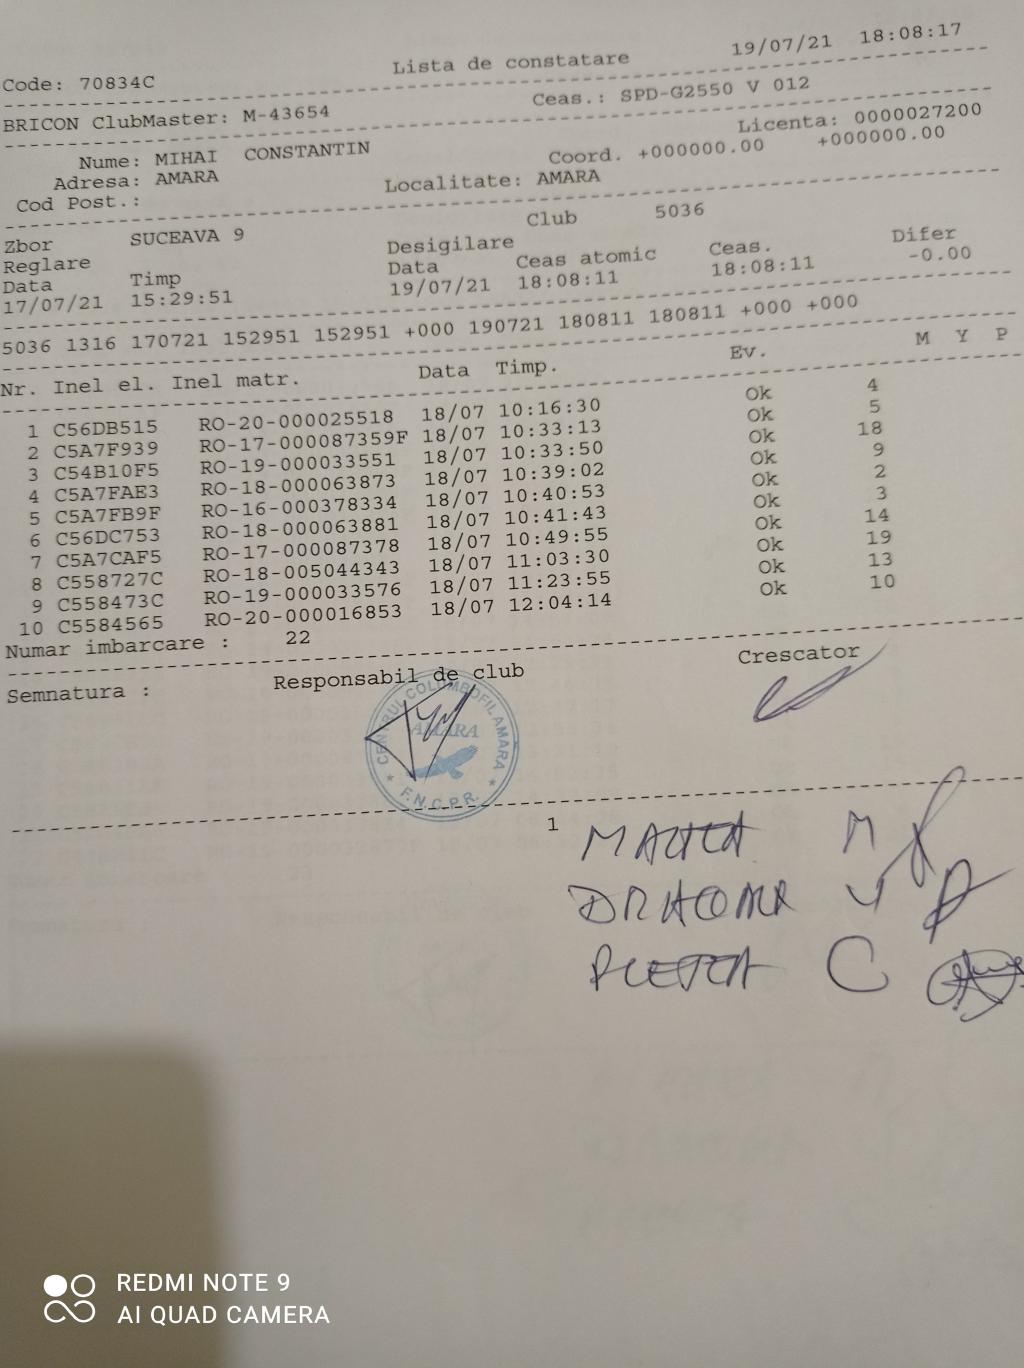 19/07/21 18:08:17
Code: 70834C Lista de constatare
BRICON ClubMaster: M-43654 Ceas.: SPD-G2550 V 012
Licenta: 0000027200
Nume: MIHAI CONSTANTIN Coord. +000000.00 +000000.00
Adresa: AMARA Localitate: AMARA
Cod Post.:
Club 5036
Zbor SUCEAVA 9
Reglare Desigilare
Data Timp Data Ceas atomic Ceas. Difer
17/07/21 15:29:51 19/07/21 18:08:11 18:08:11 -0.00
5036 1316 170721 152951 152951 +000 190721 180811 180811 +000 +000
Nr. Inel el. Inel matr. Data Timp. Ev. M Y P
1 C56DB515 RO-20-000025518 18/07 10:16:30 Ok 4
2 C5A7F939 RO-17-000087359F 18/07 10:33:13 Ok 5
3 C54B10F5 RO-19-000033551 18/07 10:33:50 Ok 18
4 C5A7FAE3 RO-18-000063873 18/07 10:39:02 Ok 9
5 C5A7FB9F RO-16-000378334 18/07 10:40:53 Ok 2
6 C56DC753 RO-18-000063881 18/07 10:41:43 Ok 3
7 C5A7CAF5 RO-17-000087378 18/07 10:49:55 Ok 14
8 C558727C RO-18-005044343 18/07 11:03:30 Ok 19
9 C558473C RO-19-000033576 18/07 11:23:55 Ok 13
10 C5584565 RO-20-000016853 18/07 12:04:14 Ok 10
Numar imbarcare : 22
Semnatura : Responsabil de club Crescator
CENTRUL COLUMBOFIL AMARA
AMARA
F.N.C.P.R.
1
M
C
REDMI NOTE 9
AI QUAD CAMERA